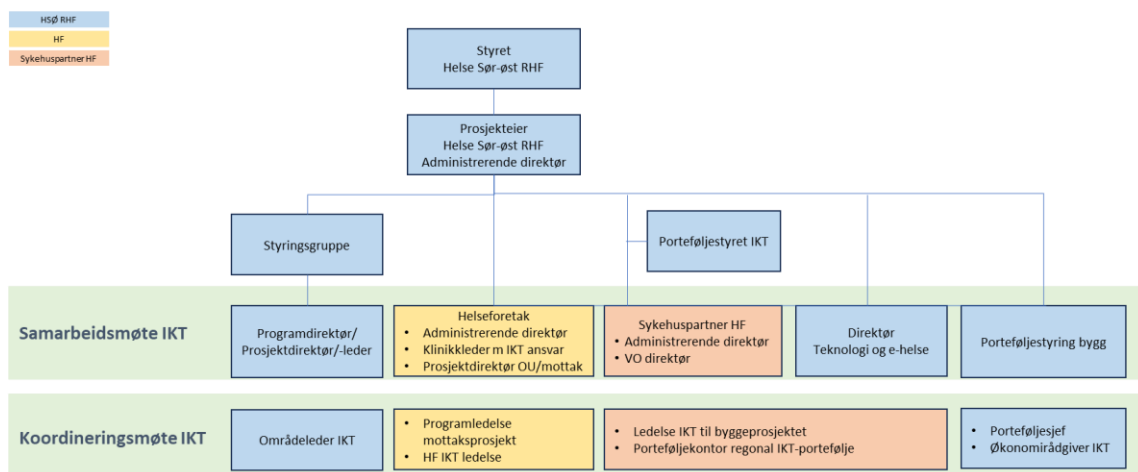 HSØ RHF
HF
Sykehuspartner HF
Styret
Helse Sør-øst RHF
Prosjekteier
Helse Sør-øst RHF
Administrerende direktør
Styringsgruppe
Porteføljestyret IKT
Samarbeidsmøte IKT
Programdirektør/
Prosjektdirektør/-leder
Helseforetak
• Administrerende direktør
• Klinikkleder m IKT ansvar
• Prosjektdirektør OU/mottak
Sykehuspartner HF
• Administrerende direktør
• VO direktør
Direktør
Teknologi og e-helse
Porteføljestyring bygg
Koordineringsmøte IKT
Områdeleder IKT
• Programledelse
mottaksprosjekt
• HF IKT ledelse
• Ledelse IKT til byggeprosjektet
• Porteføljekontor regional IKT-portefølje
• Porteføljesjef
• Økonomirådgiver IKT